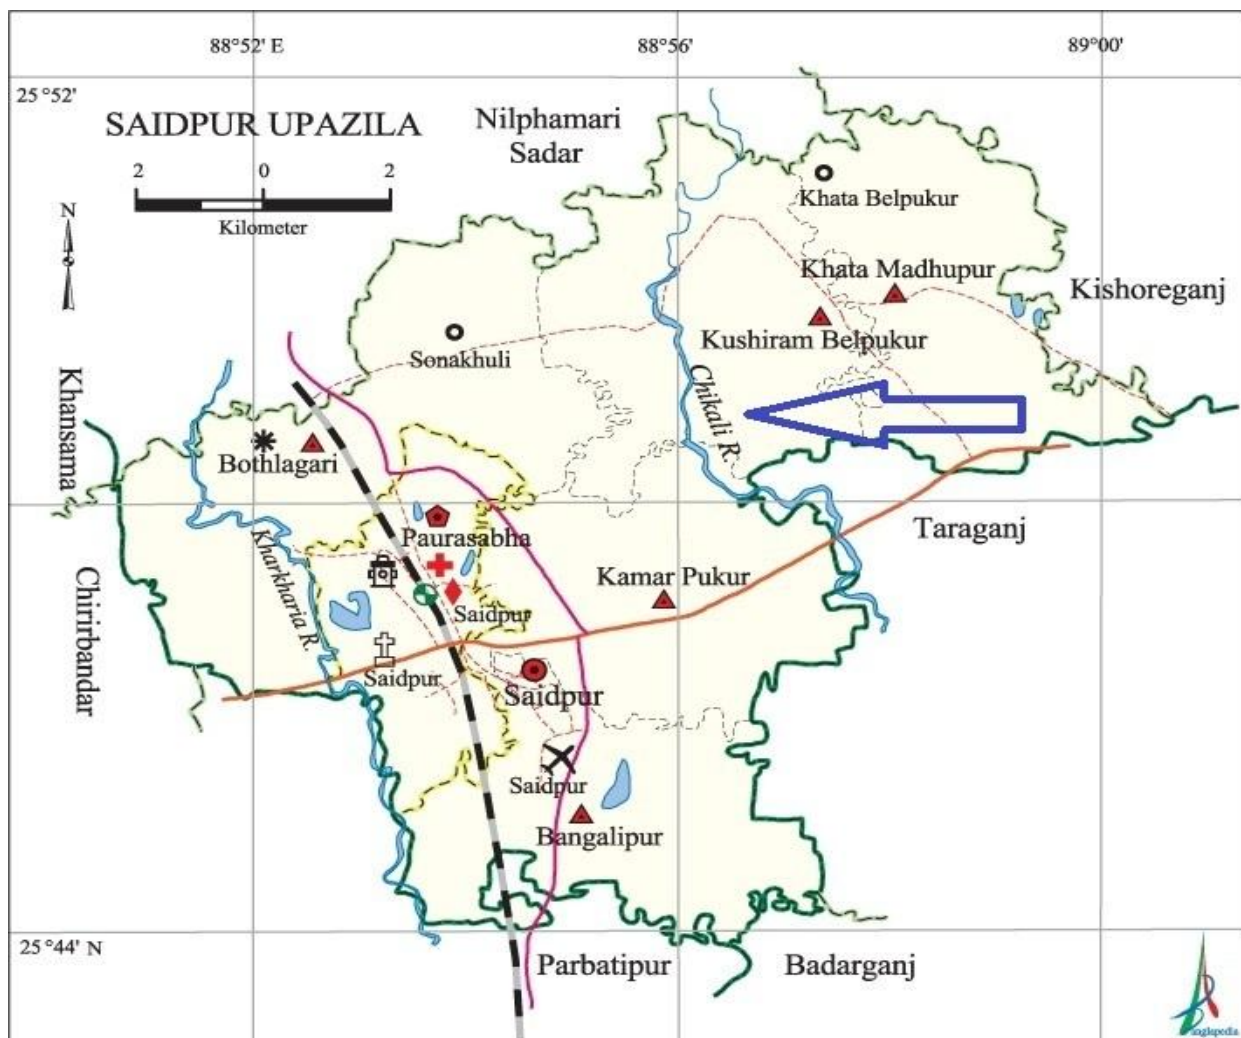 88°52' E
88°56'
89°00'
25°52'
SAIDPUR UPAZILA
2
0
2
Kilometer
N
Nilphamari
Sadar
Khata Belpukur
Khata Madhupur
Kishoreganj
Kushiram Belpukur
Sonakhuli
Khansama
Chikali R.
Bothlagari
Paurasabha
Taraganj
Kharkharia R.
Kamar Pukur
Chirirbandar
Saidpur
Saidpur
Saidpur
Saidpur
Bangalipur
25°44' N
Parbatipur
Badarganj
anglapedia